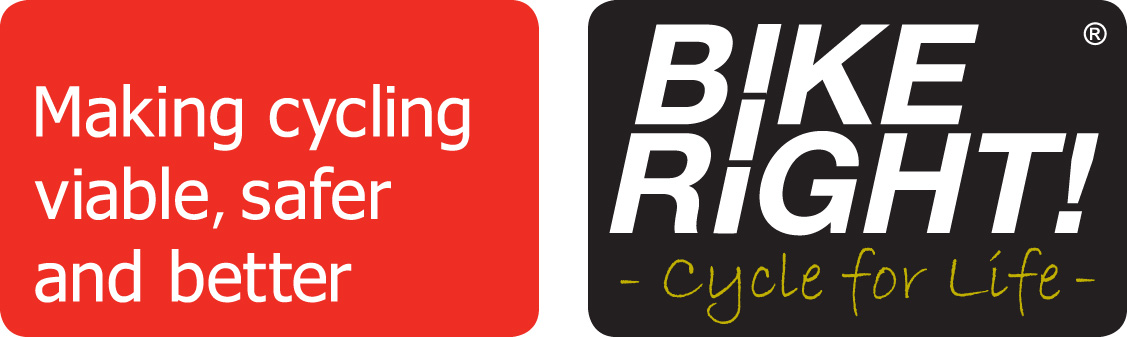 Making cycling
viable, safer
and better
BIKE ®
RiGHT!
- Cycle for Life -